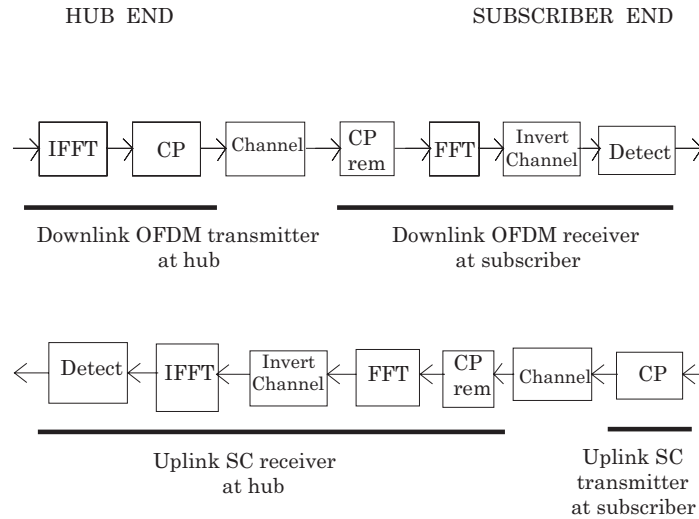 HUB END
SUBSCRIBER END
IFFT
CP
Channel
CP
rem
FFT
Invert
Channel
Detect
Downlink OFDM transmitter
at hub
Downlink OFDM receiver
at subscriber
Detect
IFFT
Invert
Channel
FFT
CP
rem
Channel
CP
Uplink SC receiver
at hub
Uplink SC
transmitter
at subscriber